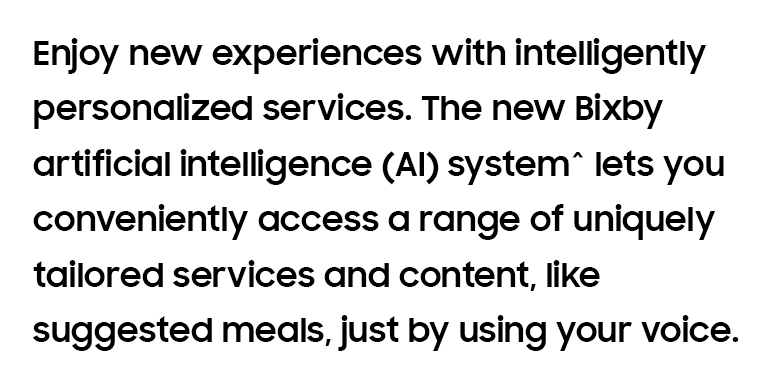 Enjoy new experiences with intelligently
personalized services. The new Bixby
artificial intelligence (AI) system^ lets you
conveniently access a range of uniquely
tailored services and content, like
suggested meals, just by using your voice.